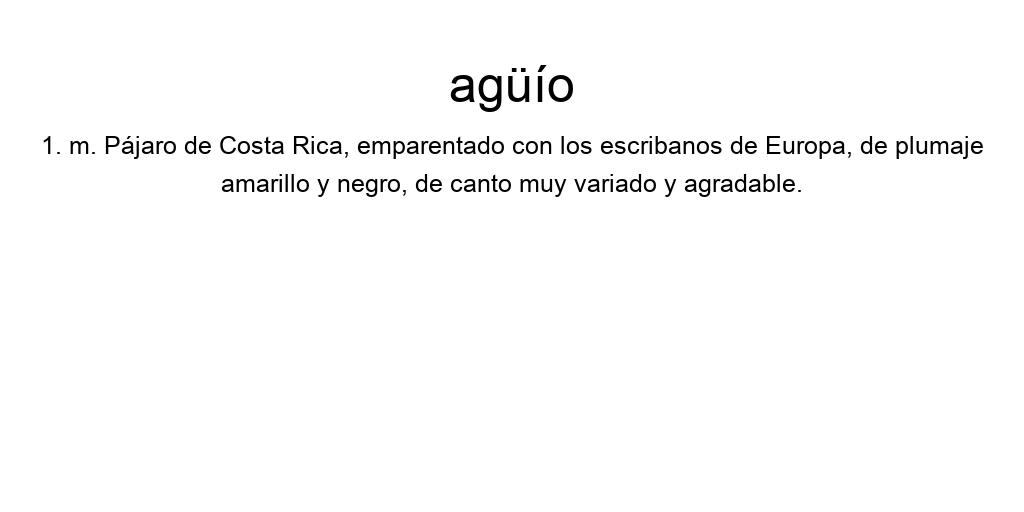 agüío
1. m. Pájaro de Costa Rica, emparentado con los escribanos de Europa, de plumaje
amarillo y negro, de canto muy variado y agradable.